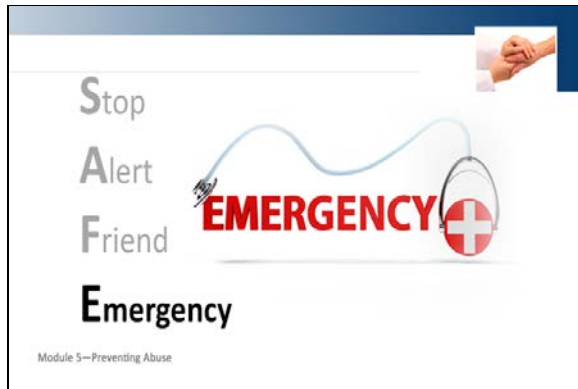 Stop
Alert
EMERGENCY
Friend
Emergency
Module 5—Preventing Abuse